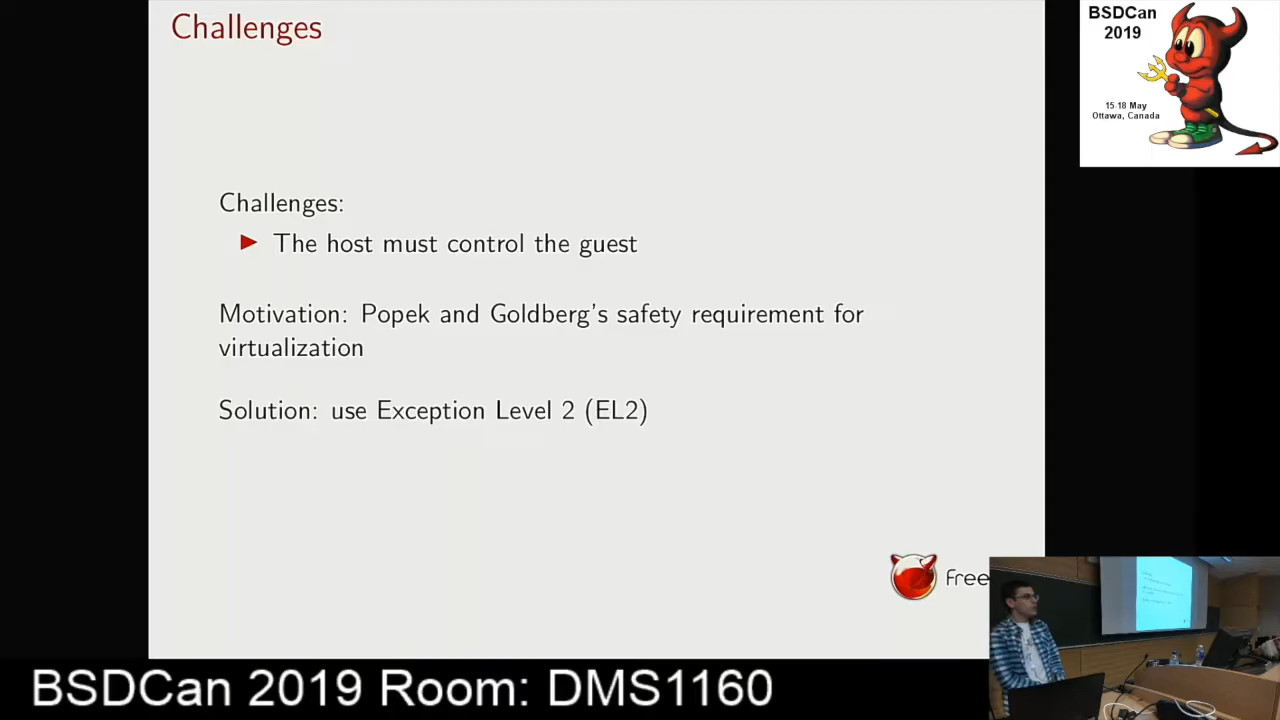 Challenges
BSDCan
2019
15-18 May
Ottawa, Canada
Challenges:
The host must control the guest
Motivation: Popek and Goldberg's safety requirement for
virtualization
Solution: use Exception Level 2 (EL2)
Free
BSDCan 2019 Room: DMS1160